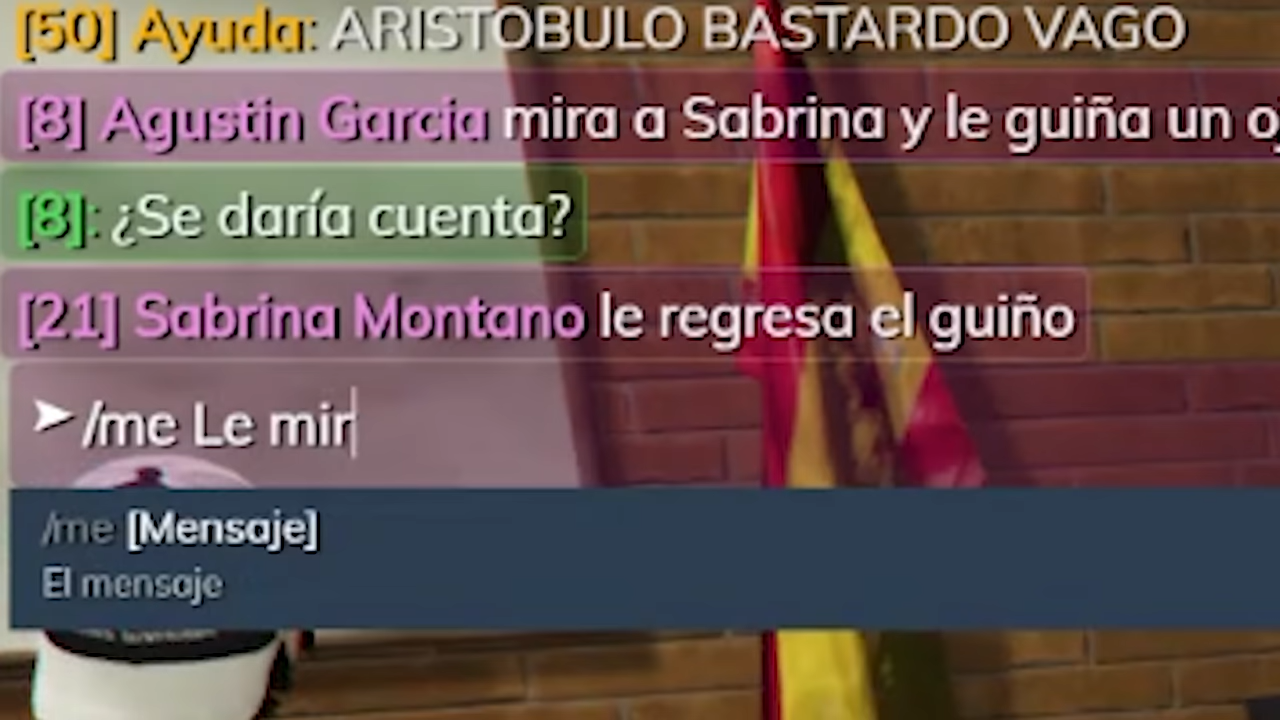 [50] Ayuda: ARISTOBULO BASTARDO VAGO
[8] Agustin Garcia mira a Sabrina y le guiña un oj
[8]: ¿Se daría cuenta?
[21] Sabrina Montano le regresa el guiño
➤ /me Le mir
/me [Mensaje]
El mensaje